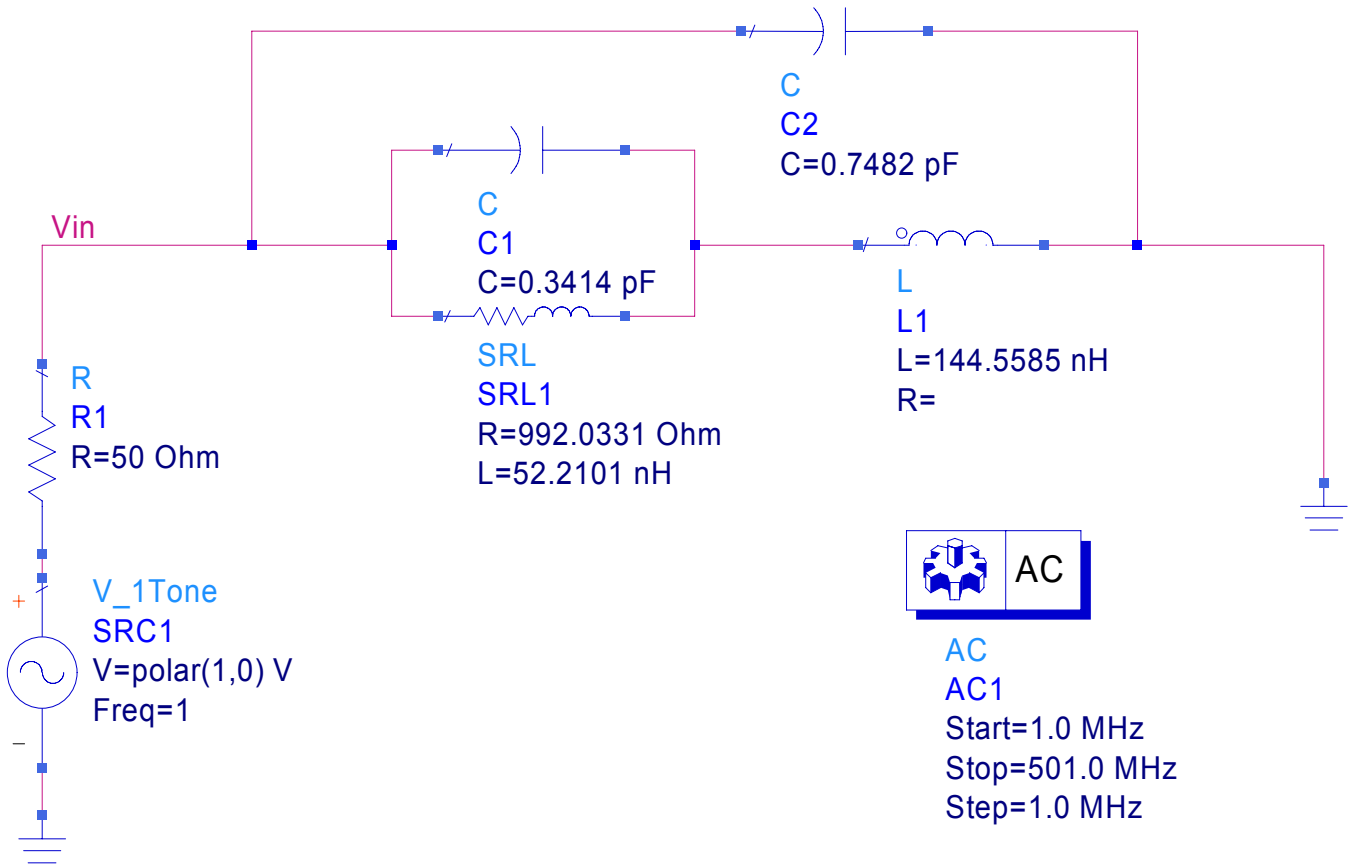 C
C2
C=0.7482 pF
C
C1
C=0.3414 pF
Vin
SRL
SRL1
R=992.0331 Ohm
L=52.2101 nH
L
L1
L=144.5585 nH
R=
R
R1
R=50 Ohm
+
V_1Tone
SRC1
V=polar(1,0) V
Freq=1
−
AC
AC
AC1
Start=1.0 MHz
Stop=501.0 MHz
Step=1.0 MHz